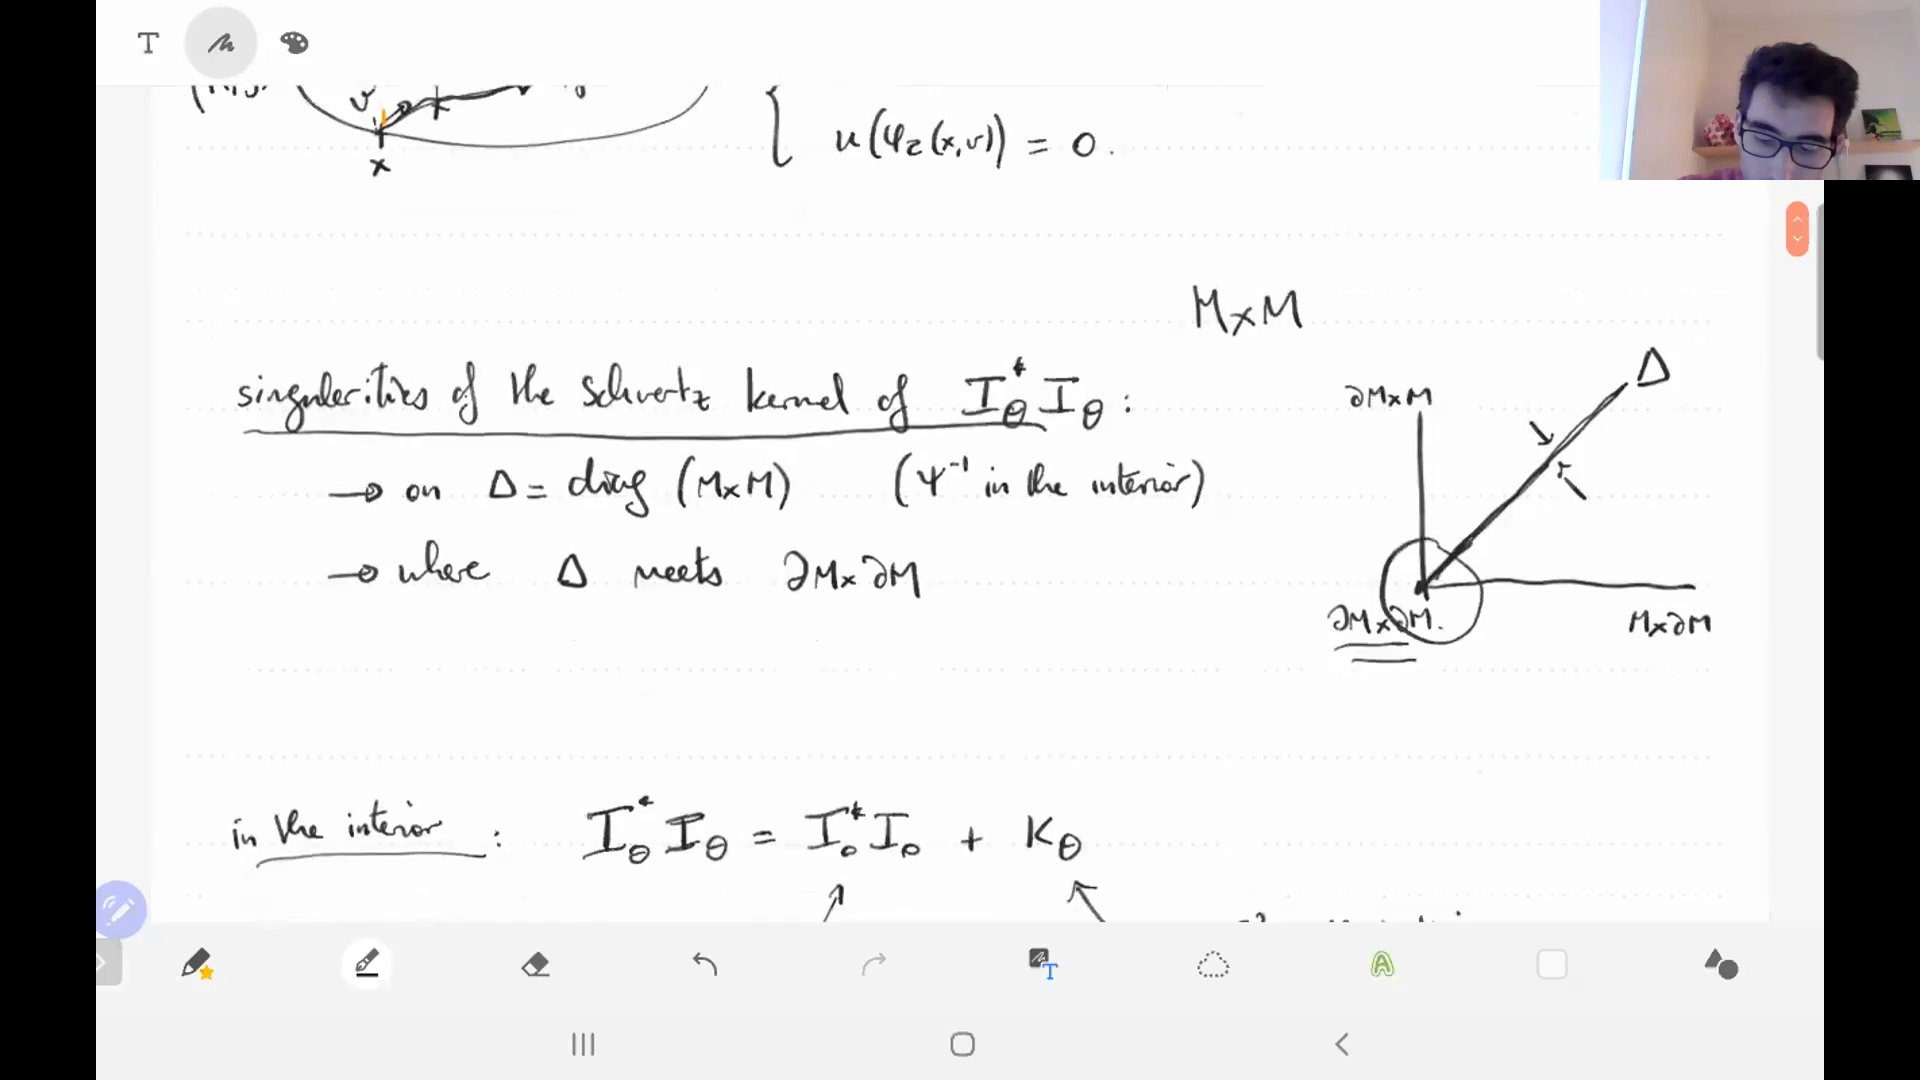 T
v
x
u(φ_z(x,v)) = 0.
M×M
singularities of the Schwartz kernel of I_θ^* I_θ :
→ on Δ = diag (M×M) (Ψ^-1 in the interior)
→ where Δ meets ∂M×∂M
Δ
∂M×M
∂M×∂M.
M×∂M
in the interior : I_θ^* I_θ = I_0^* I_0 + K_θ
T
A